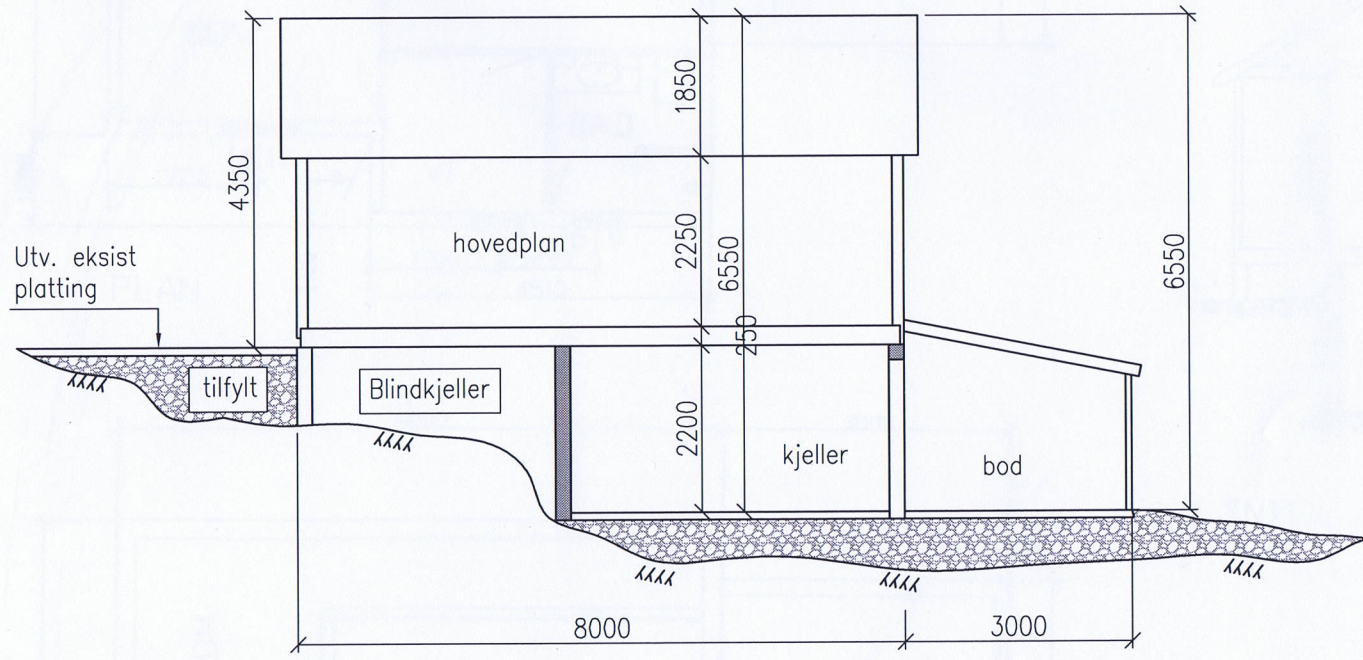 1850
4350
2250
6550
6550
hovedplan
Utv. eksist
platting
250
tilfylt
Blindkjeller
2200
kjeller
bod
8000
3000